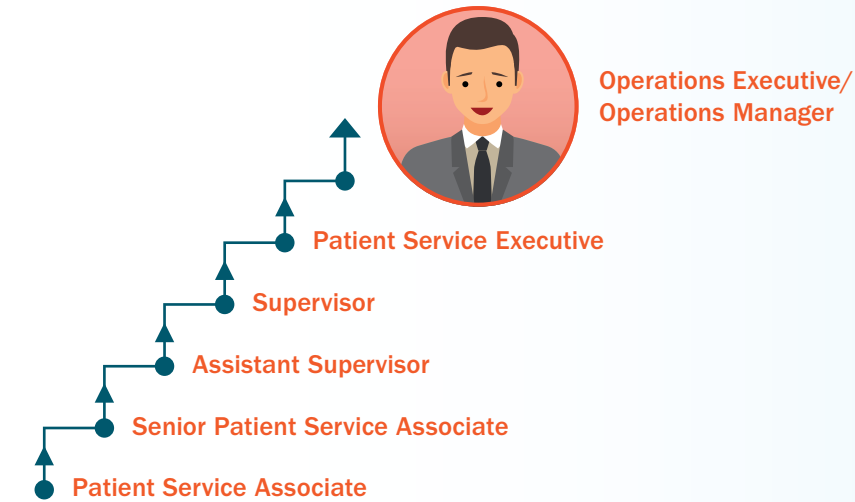 Operations Executive/
Operations Manager
Patient Service Executive
Supervisor
Assistant Supervisor
Senior Patient Service Associate
Patient Service Associate